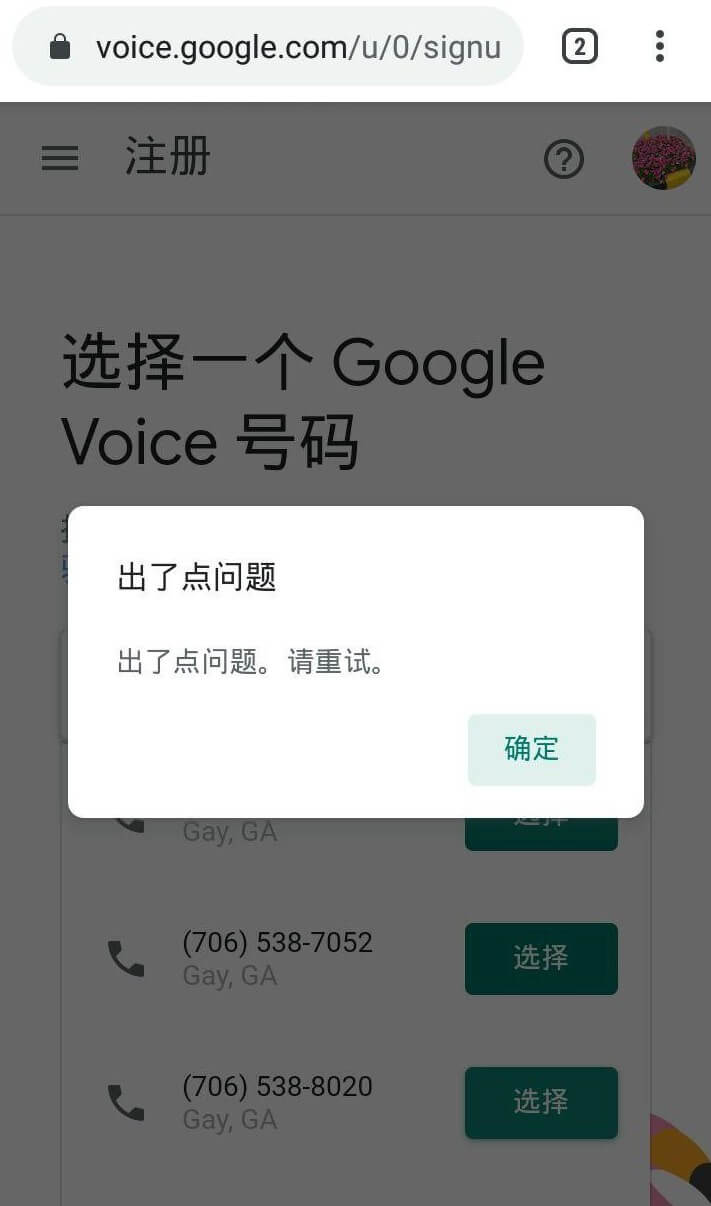 voice.google.com/u/0/signu
2
注册
选择一个 Google
Voice 号码
出了点问题
出了点问题。请重试。
确定
Gay, GA
选择
(706) 538-7052
选择
Gay, GA
(706) 538-8020
选择
Gay, GA